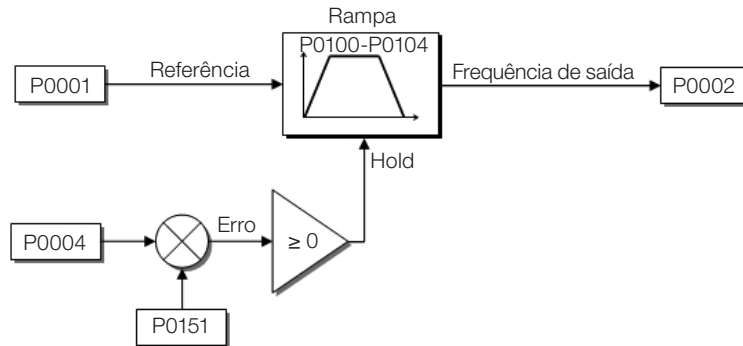 Rampa
P0100-P0104
P0001
Referência
Frequência de saída
P0002
Hold
P0004
Erro
≥ 0
P0151